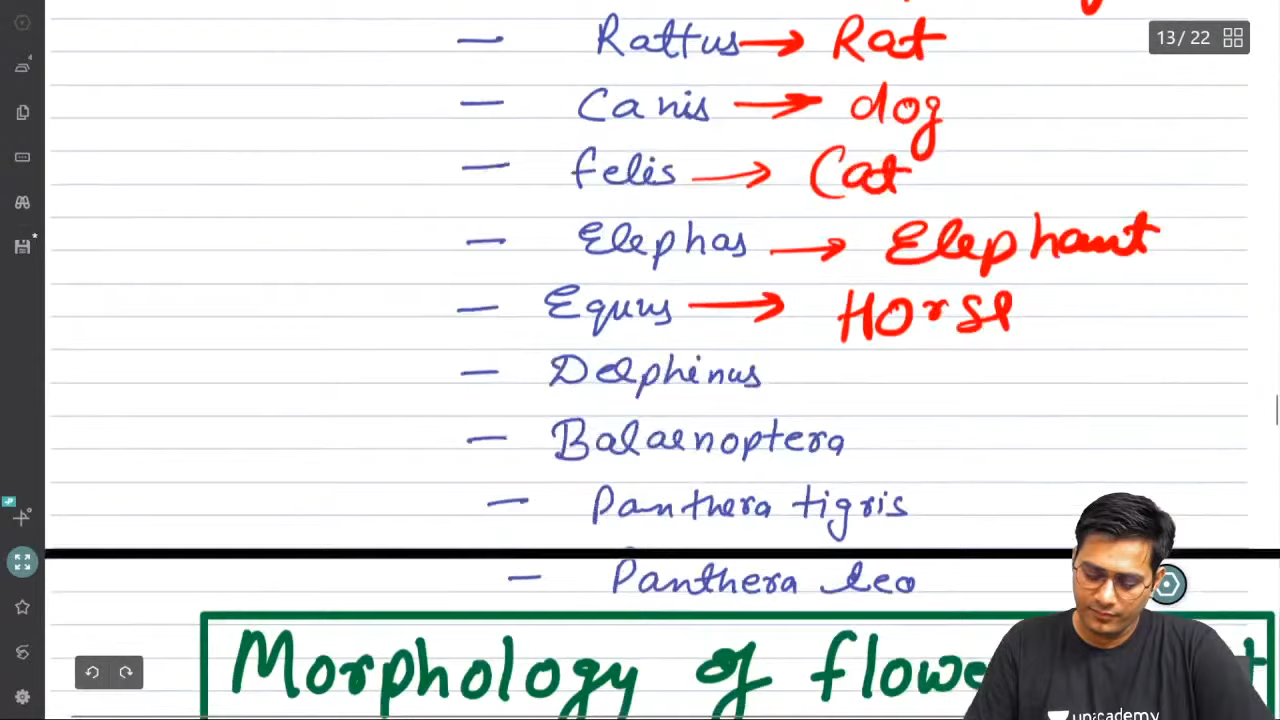 13/ 22
— Rattus → Rat
— Canis → dog
— felis → Cat
— Elephas → Elephant
— Equus → Horse
— Delphinus
— Balaenoptera
— Panthera tigris
— Panthera leo
Morphology of flowe
unacademy